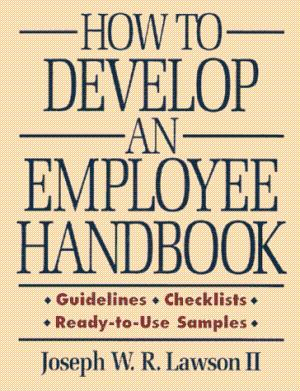 HOW TO
DEVELOP
AN
EMPLOYEE
HANDBOOK
♦ Guidelines ♦ Checklists ♦
♦ Ready-to-Use Samples ♦
Joseph W. R. Lawson II